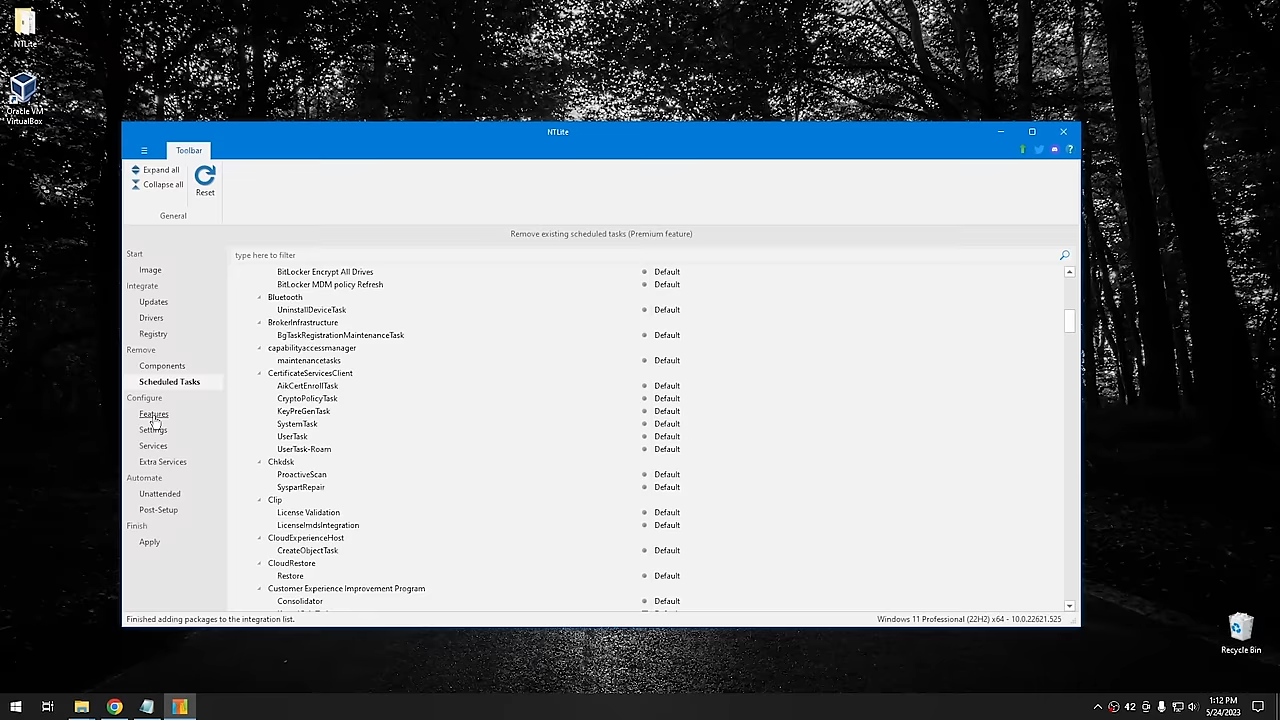 NTLite
Oracle VM
VirtualBox
NTLite
Toolbar
Expand all
Collapse all
Reset
General
Remove existing scheduled tasks (Premium feature)
Start
Image
Integrate
Updates
Drivers
Registry
Remove
Components
Scheduled Tasks
Configure
Features
Settings
Services
Extra Services
Automate
Unattended
Post-Setup
Finish
Apply
type here to filter
BitLocker Encrypt All Drives Default
BitLocker MDM policy Refresh Default
Bluetooth
UninstallDeviceTask Default
BrokerInfrastructure
BgTaskRegistrationMaintenanceTask Default
capabilityaccessmanager
maintenancetasks Default
CertificateServicesClient
AikCertEnrollTask Default
CryptoPolicyTask Default
KeyPreGenTask Default
SystemTask Default
UserTask Default
UserTask-Roam Default
Chkdsk
ProactiveScan Default
SyspartRepair Default
Clip
License Validation Default
LicenseImdsIntegration Default
CloudExperienceHost
CreateObjectTask Default
CloudRestore
Restore Default
Customer Experience Improvement Program
Consolidator Default
Finished adding packages to the integration list.
Windows 11 Professional (22H2) x64 - 10.0.22621.525
Recycle Bin
42
1:12 PM
5/24/2023